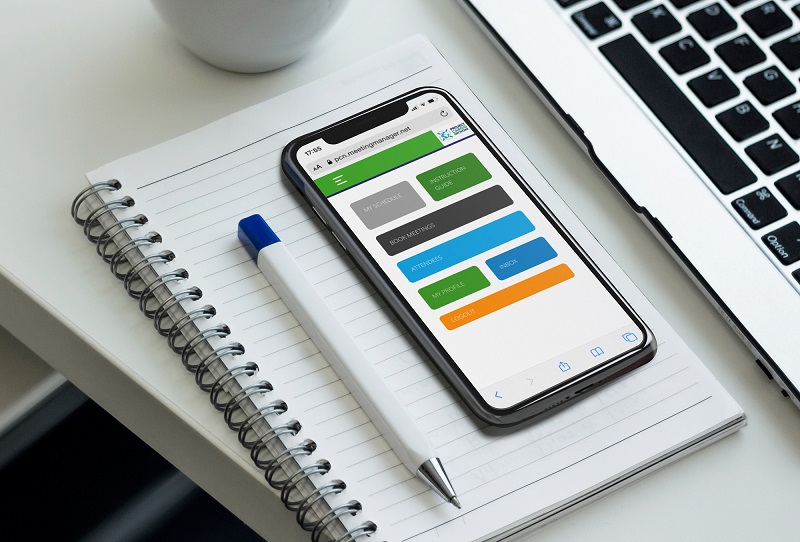 17:55
AA pcn.meetingmanager.net
MY SCHEDULE
INSTRUCTION
GUIDE
BOOK MEETINGS
ATTENDEES
MY PROFILE
INBOX
LOGOUT
X
C
V
B
N
D
F
G
command
option
⌘